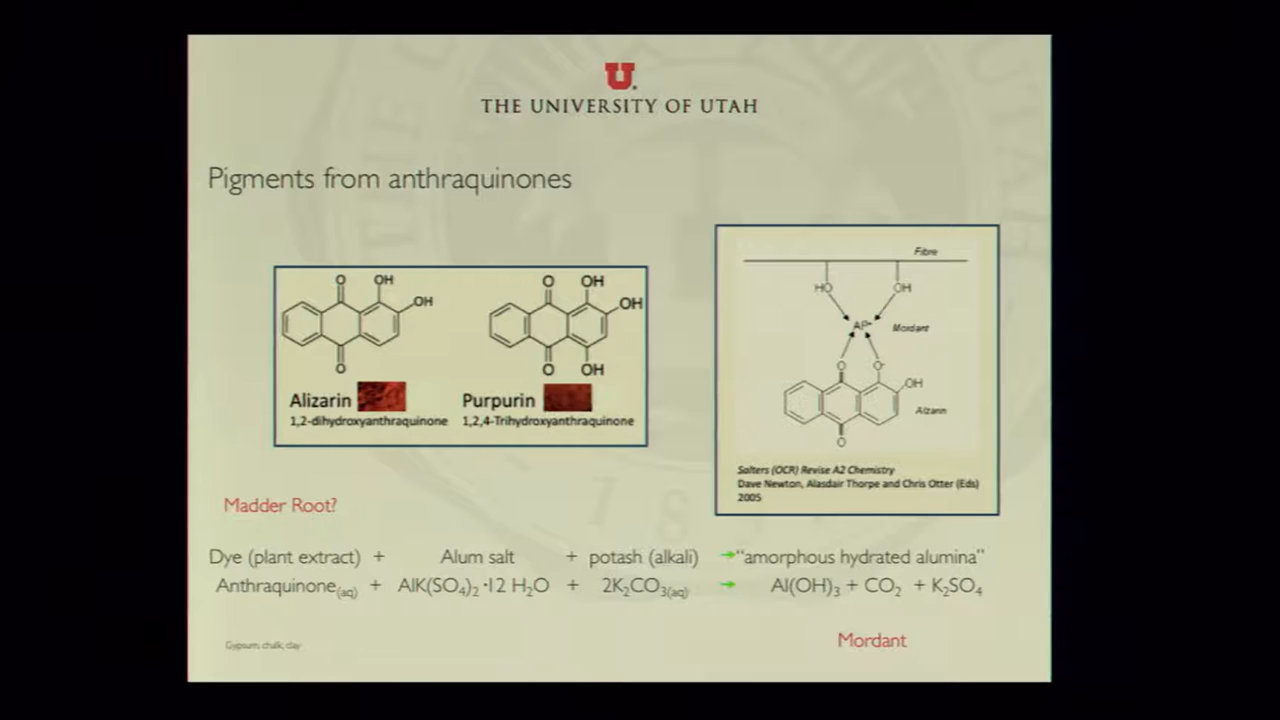 U
THE UNIVERSITY OF UTAH
Pigments from anthraquinones
O OH
OH
O
Alizarin
1,2-dihydroxyanthraquinone
O OH
OH
O OH
Purpurin
1,2,4-Trihydroxyanthraquinone
Fibre
HO OH
Mordant
O O-
OH
O
Salters (OCR) Revise A2 Chemistry
Dave Newton, Alasdair Thorpe and Chris Otter (Eds)
2005
Madder Root?
Dye (plant extract) + Alum salt + potash (alkali) → "amorphous hydrated alumina"
Anthraquinone(aq) + AlK(SO4)2 ·12 H2O + 2K2CO3(aq) → Al(OH)3 + CO2 + K2SO4
Mordant
Gypsum, chalk, clay